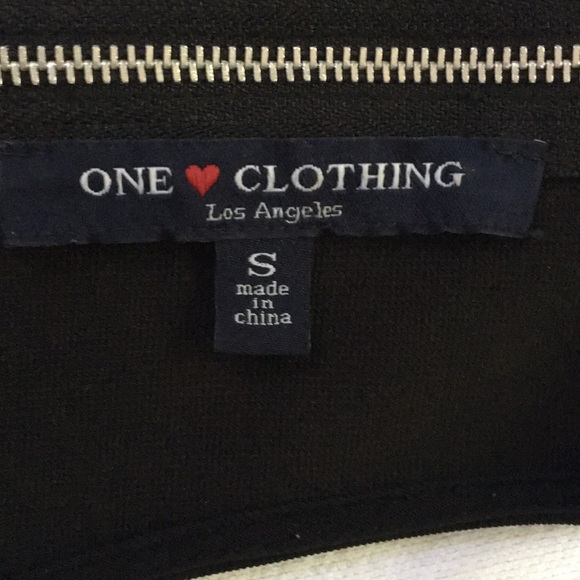 ONE ♥ CLOTHING
Los Angeles
S
made
in
china